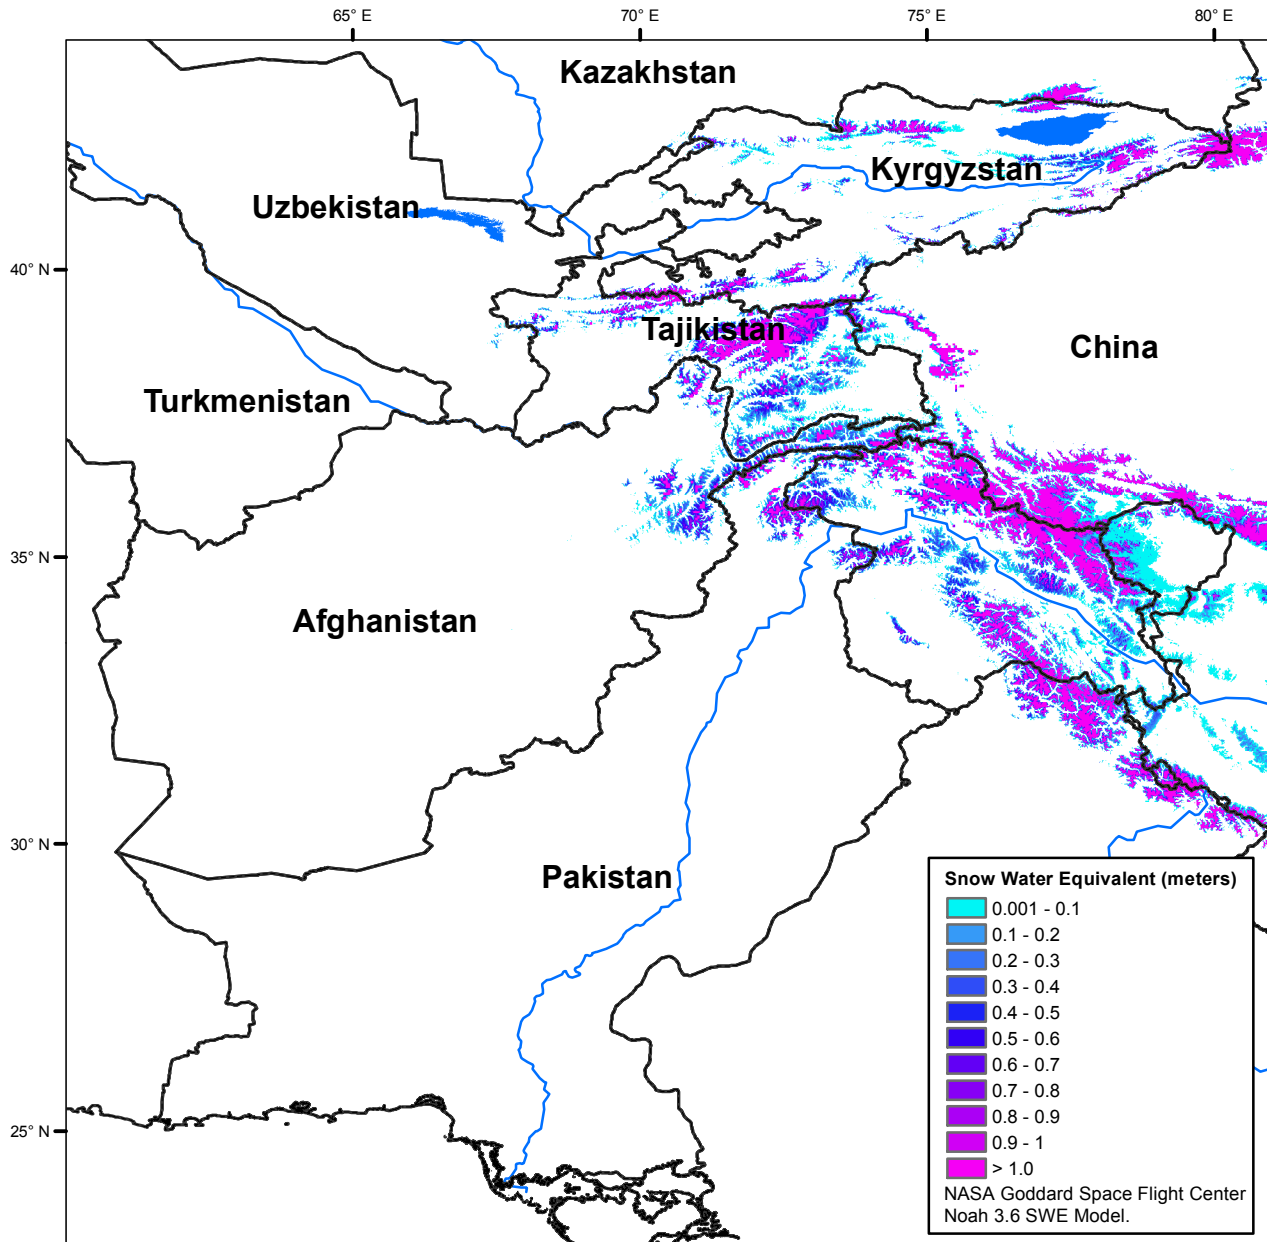 65° E
70° E
75° E
80° E
Kazakhstan
Kyrgyzstan
Uzbekistan
40° N
Tajikistan
China
Turkmenistan
35° N
Afghanistan
30° N
Pakistan
25° N
Snow Water Equivalent (meters)
0.001 - 0.1
0.1 - 0.2
0.2 - 0.3
0.3 - 0.4
0.4 - 0.5
0.5 - 0.6
0.6 - 0.7
0.7 - 0.8
0.8 - 0.9
0.9 - 1
> 1.0
NASA Goddard Space Flight Center
Noah 3.6 SWE Model.